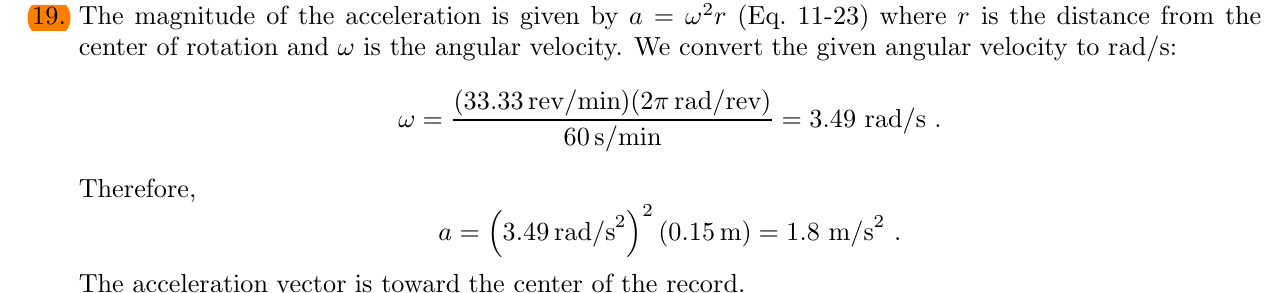 19. The magnitude of the acceleration is given by a = ω²r (Eq. 11-23) where r is the distance from the
center of rotation and ω is the angular velocity. We convert the given angular velocity to rad/s:
ω = (33.33 rev/min)(2π rad/rev) / 60 s/min = 3.49 rad/s .
Therefore,
a = (3.49 rad/s²)² (0.15 m) = 1.8 m/s² .
The acceleration vector is toward the center of the record.